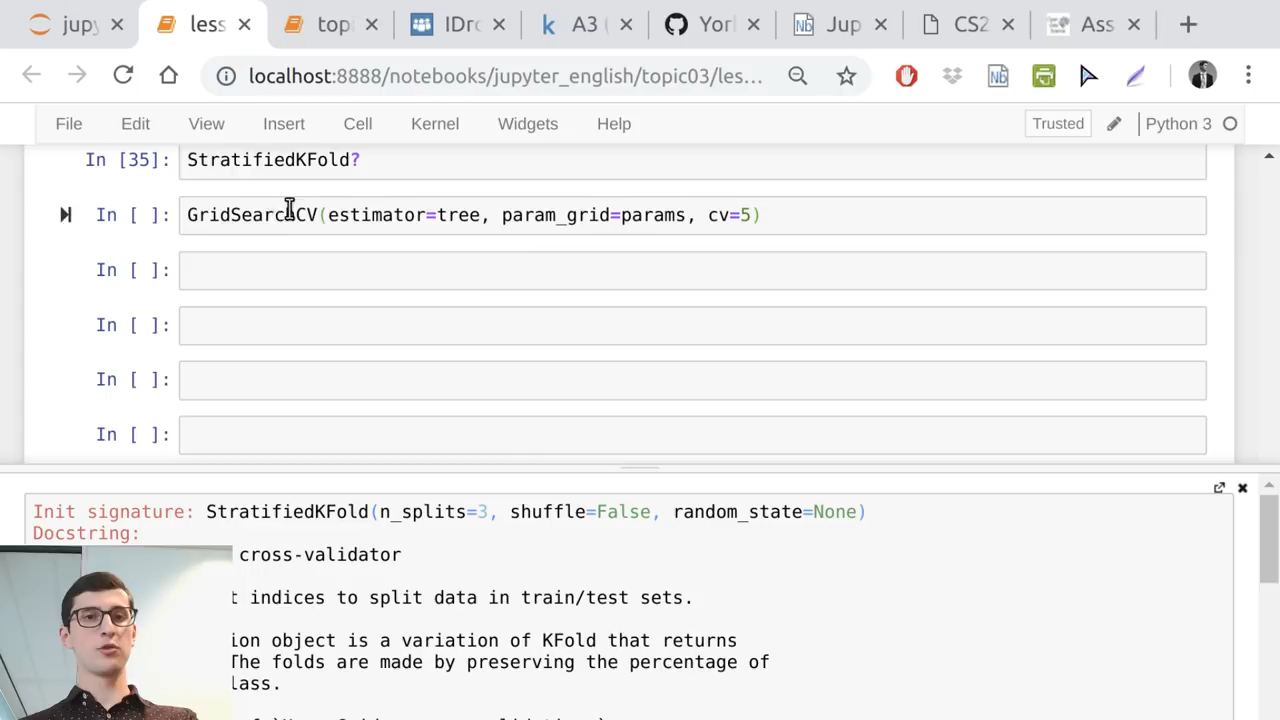 jupy
less
top
IDro
A3 (
Yor
Jup
CS2
Ass
localhost:8888/notebooks/jupyter_english/topic03/les...
File Edit View Insert Cell Kernel Widgets Help Trusted Python 3
In [35]: StratifiedKFold?
In [ ]: GridSearchCV(estimator=tree, param_grid=params, cv=5)
In [ ]:
In [ ]:
In [ ]:
In [ ]:
Init signature: StratifiedKFold(n_splits=3, shuffle=False, random_state=None)
Docstring:
cross-validator
t indices to split data in train/test sets.
ion object is a variation of KFold that returns
The folds are made by preserving the percentage of
lass.